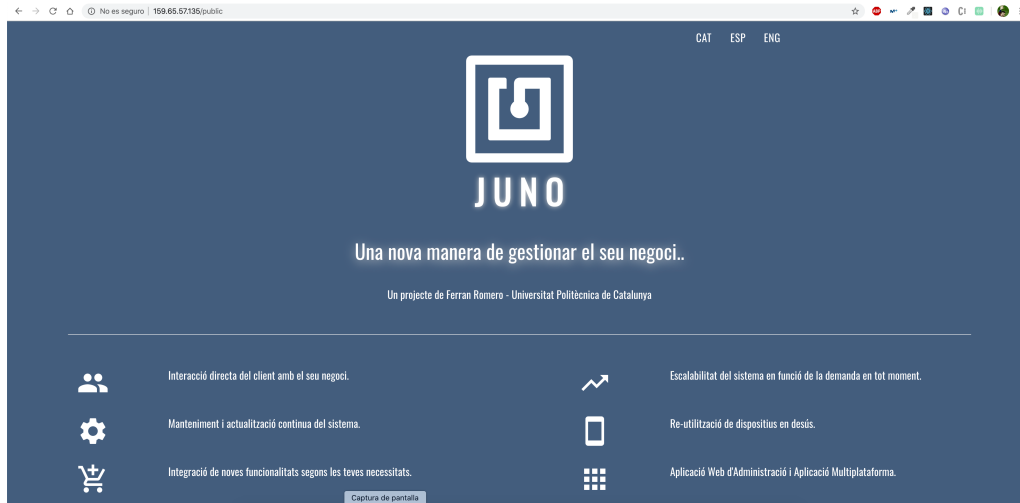 No es seguro | 159.65.57.135/public
CAT ESP ENG
JUNO
Una nova manera de gestionar el seu negoci..
Un projecte de Ferran Romero - Universitat Politècnica de Catalunya
Interacció directa del client amb el seu negoci.
Escalabilitat del sistema en funció de la demanda en tot moment.
Manteniment i actualització continua del sistema.
Re-utilització de dispositius en desús.
Integració de noves funcionalitats segons les teves necessitats.
Aplicació Web d'Administració i Aplicació Multiplataforma.
Captura de pantalla